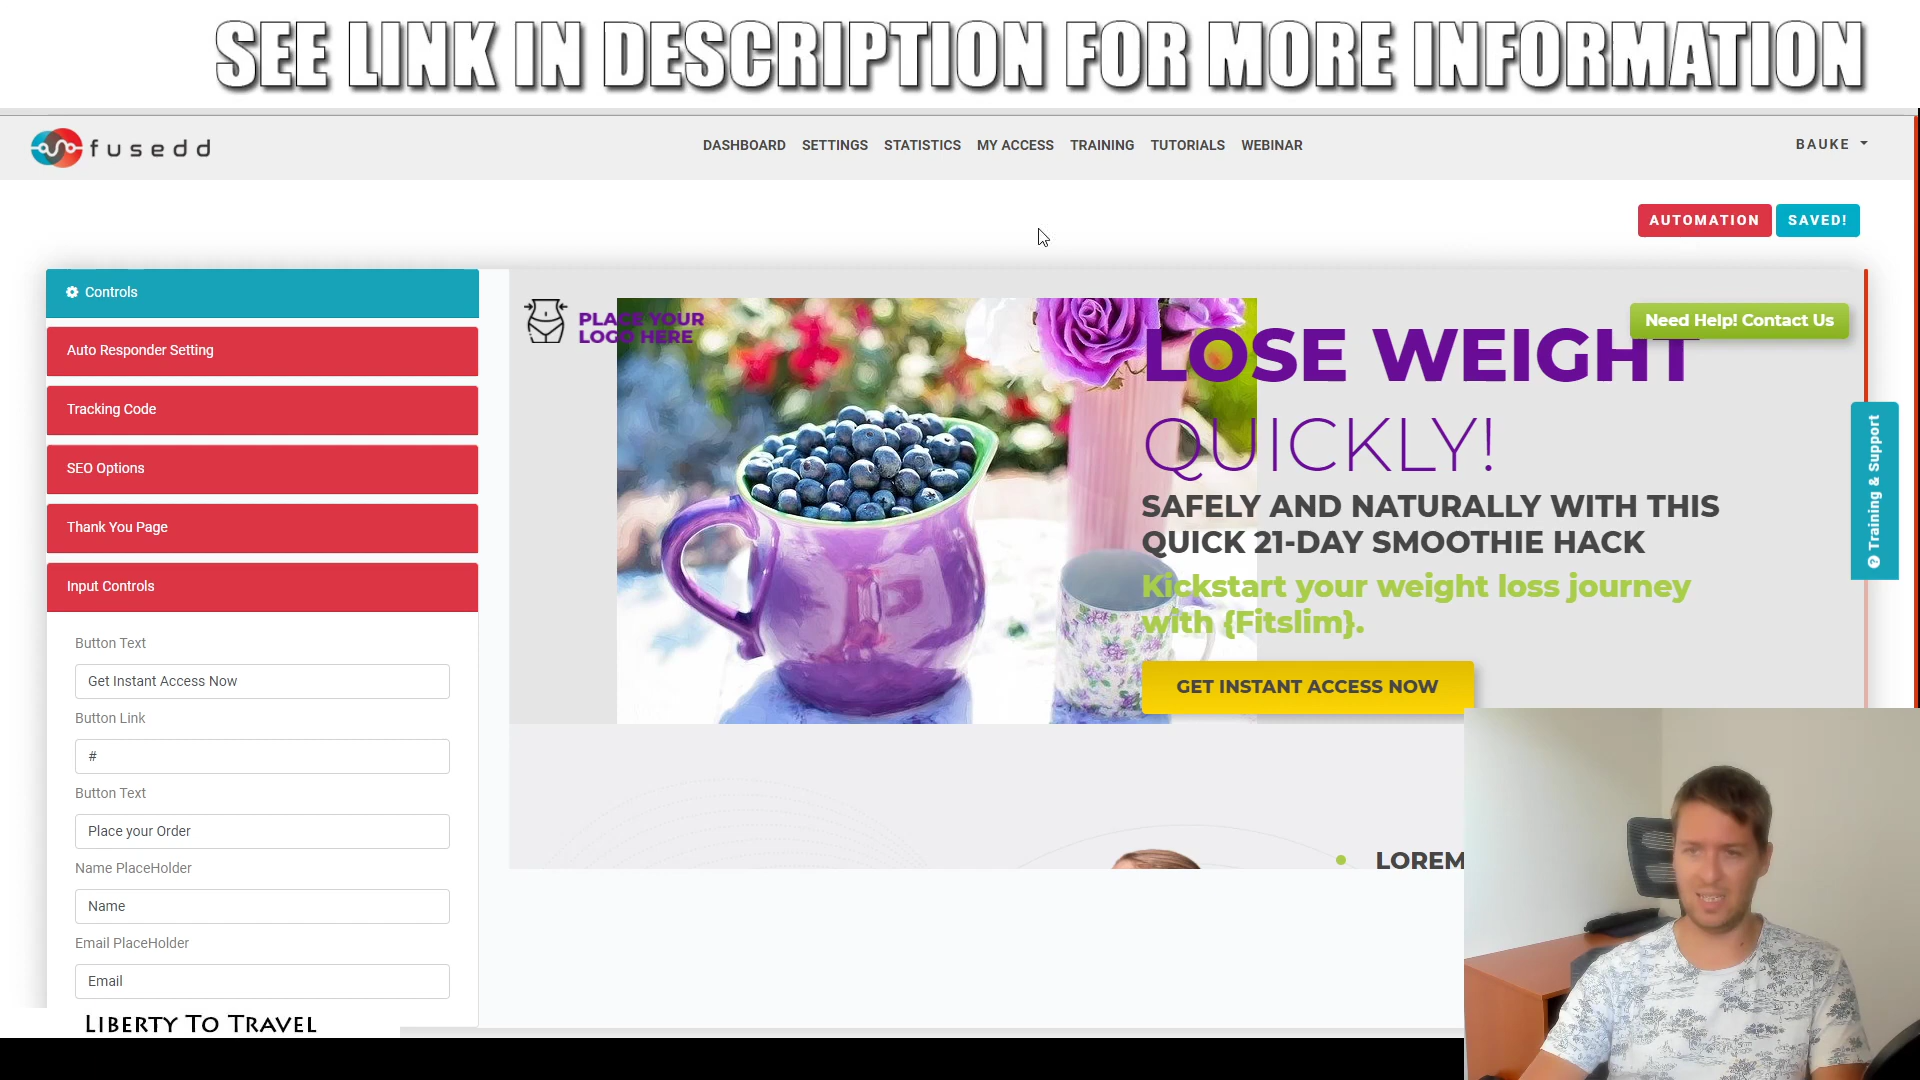 SEE LINK IN DESCRIPTION FOR MORE INFORMATION
fusedd
DASHBOARD SETTINGS STATISTICS MY ACCESS TRAINING TUTORIALS WEBINAR
BAUKE
AUTOMATION SAVED!
Controls
Auto Responder Setting
Tracking Code
SEO Options
Thank You Page
Input Controls
Button Text
Get Instant Access Now
Button Link
#
Button Text
Place your Order
Name PlaceHolder
Name
Email PlaceHolder
Email
LIBERTY TO TRAVEL
PLACE YOUR
LOGO HERE
Need Help! Contact Us
LOSE WEIGHT
QUICKLY!
SAFELY AND NATURALLY WITH THIS
QUICK 21-DAY SMOOTHIE HACK
Kickstart your weight loss journey
with {Fitslim}.
GET INSTANT ACCESS NOW
LOREM
? Training & Support